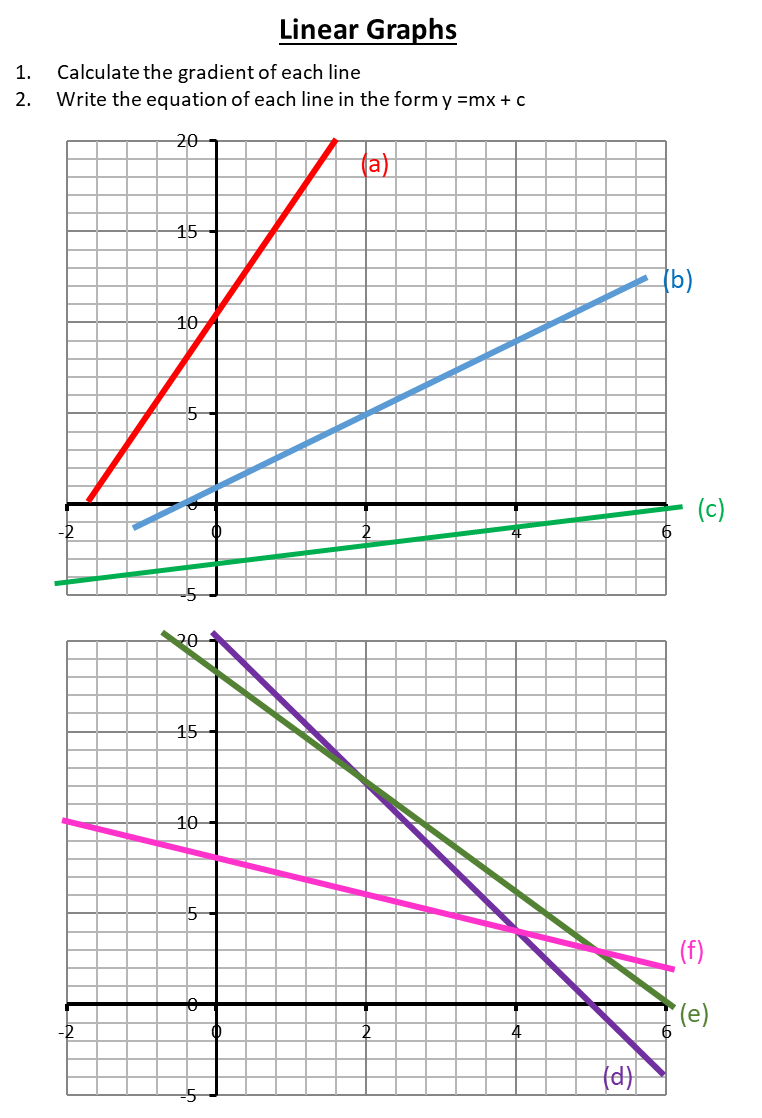 Linear Graphs
1. Calculate the gradient of each line
2. Write the equation of each line in the form y =mx + c
20
(a)
15
(b)
10
5
0
(c)
-2 0 2 4 6
-5
20
15
10
5
(f)
0
(e)
-2 0 2 4 6
(d)
-5